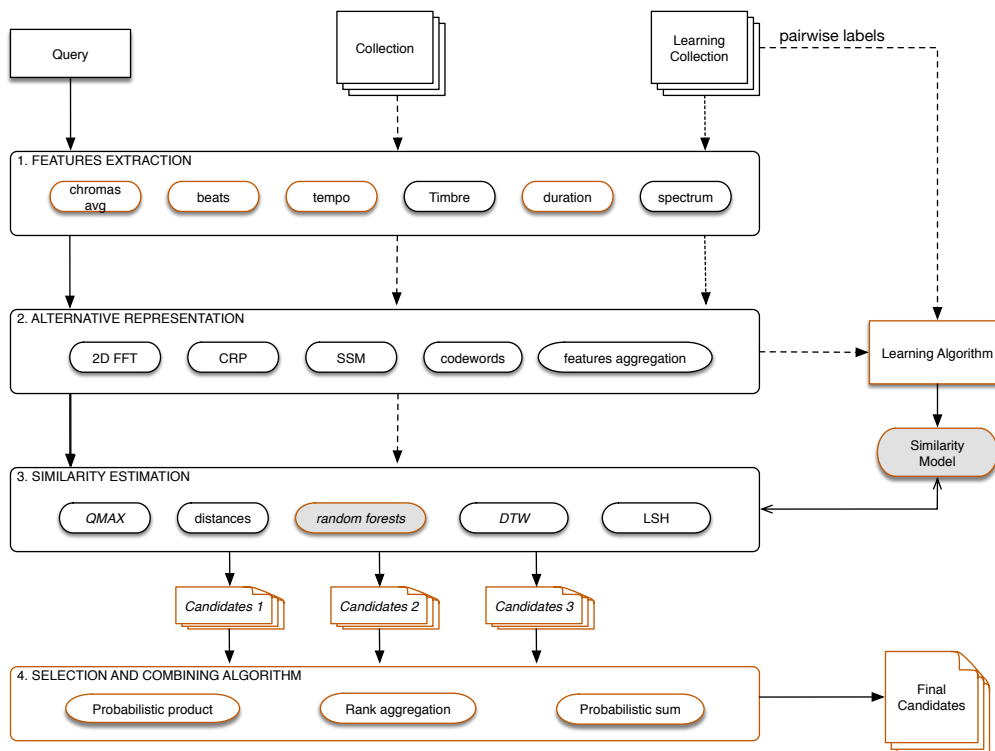 Query
Collection
Learning
Collection
pairwise labels
1. FEATURES EXTRACTION
chromas
avg
beats
tempo
Timbre
duration
spectrum
2. ALTERNATIVE REPRESENTATION
2D FFT
CRP
SSM
codewords
features aggregation
Learning Algorithm
Similarity
Model
3. SIMILARITY ESTIMATION
QMAX
distances
random forests
DTW
LSH
Candidates 1
Candidates 2
Candidates 3
4. SELECTION AND COMBINING ALGORITHM
Probabilistic product
Rank aggregation
Probabilistic sum
Final
Candidates